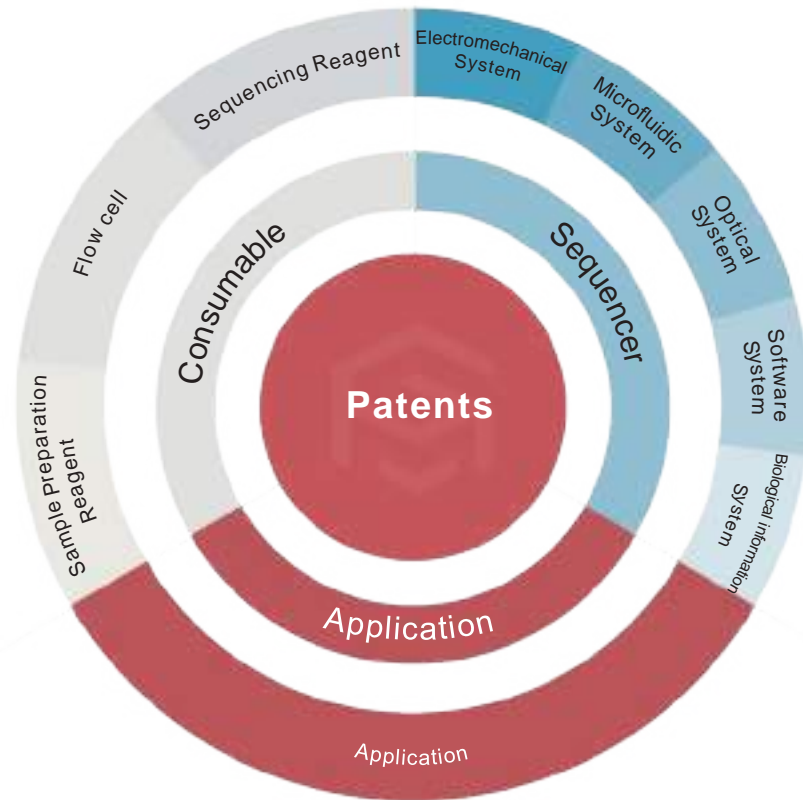 Electromechanical
System
Microfluidic
System
Optical
System
Software
System
Biological information
System
Sequencing Reagent
Flow cell
Sample Preparation
Reagent
Consumable
Sequencer
Patents
Application
Application